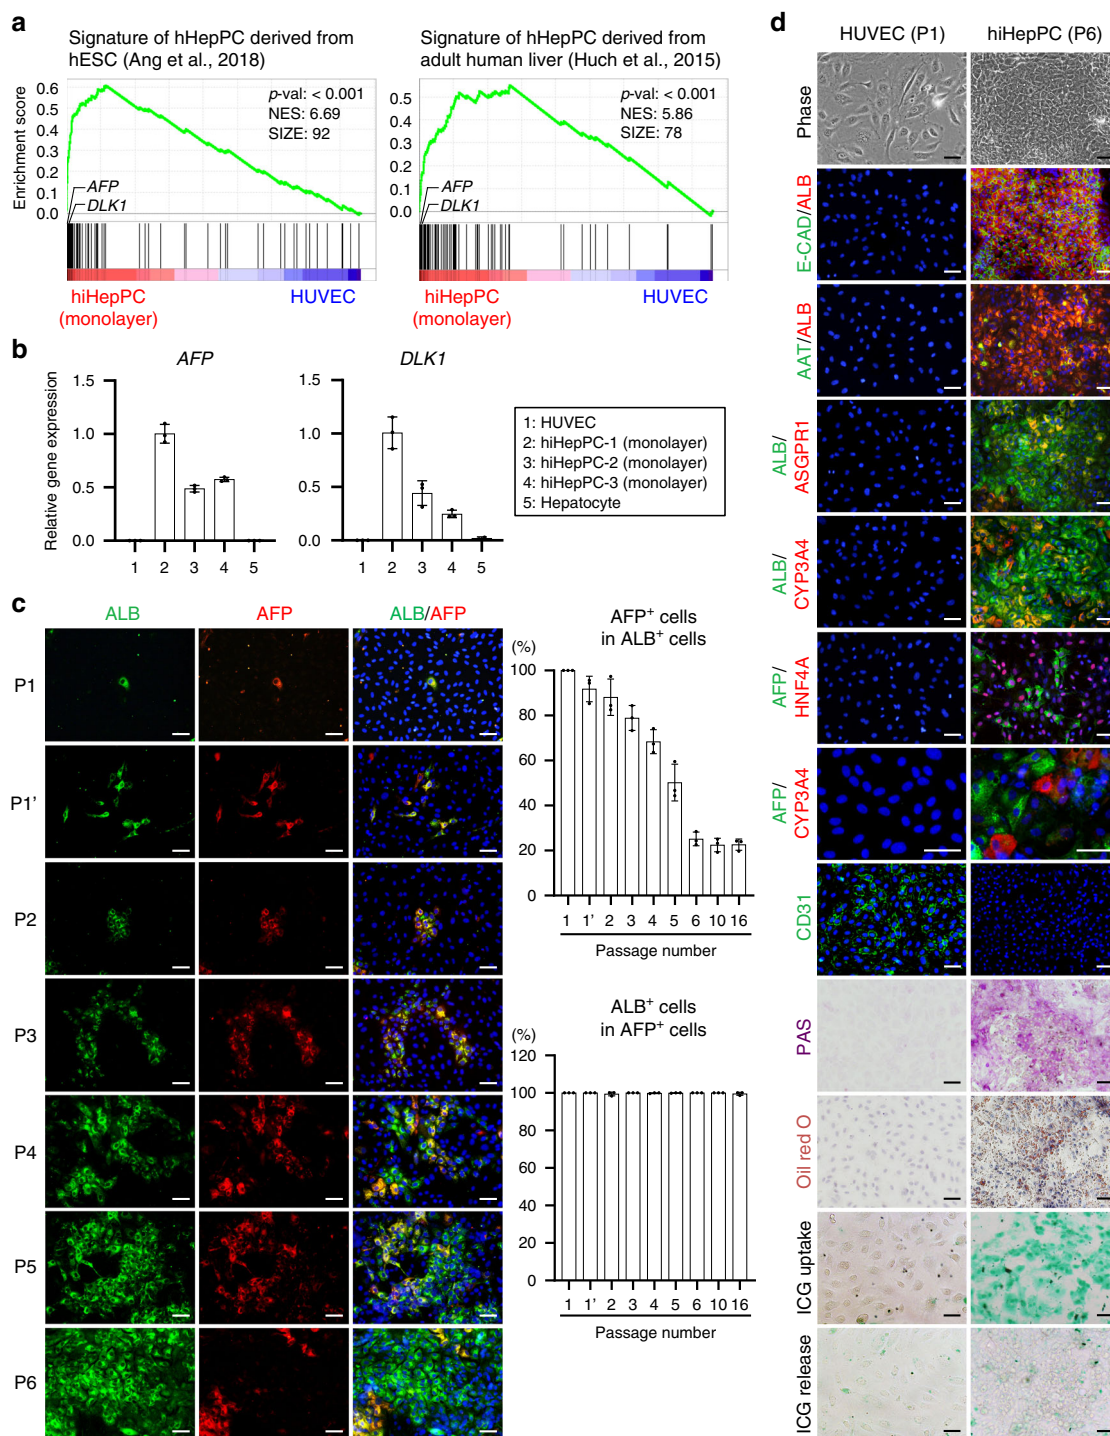 a
Signature of hHepPC derived from
hESC (Ang et al., 2018)
Signature of hHepPC derived from
adult human liver (Huch et al., 2015)
Enrichment score
0.6
0.5
0.4
0.3
0.2
0.1
0.0
p-val: < 0.001
NES: 6.69
SIZE: 92
AFP
DLK1
hiHepPC
(monolayer)
HUVEC
0.5
0.4
0.3
0.2
0.1
0.0
p-val: < 0.001
NES: 5.86
SIZE: 78
AFP
DLK1
hiHepPC
(monolayer)
HUVEC
b
Relative gene expression
AFP
1.5
1.0
0.5
0.0
1 2 3 4 5
DLK1
1.5
1.0
0.5
0.0
1 2 3 4 5
1: HUVEC
2: hiHepPC-1 (monolayer)
3: hiHepPC-2 (monolayer)
4: hiHepPC-3 (monolayer)
5: Hepatocyte
c
ALB AFP ALB/AFP
P1
P1'
P2
P3
P4
P5
P6
AFP+ cells
in ALB+ cells
(%)
100
80
60
40
20
0
1 1' 2 3 4 5 6 10 16
Passage number
ALB+ cells
in AFP+ cells
(%)
120
100
80
60
40
20
0
1 1' 2 3 4 5 6 10 16
Passage number
d
HUVEC (P1) hiHepPC (P6)
Phase
E-CAD/ALB
AAT/ALB
ALB/
ASGPR1
ALB/
CYP3A4
AFP/
HNF4A
AFP/
CYP3A4
CD31
PAS
Oil red O
ICG uptake
ICG release